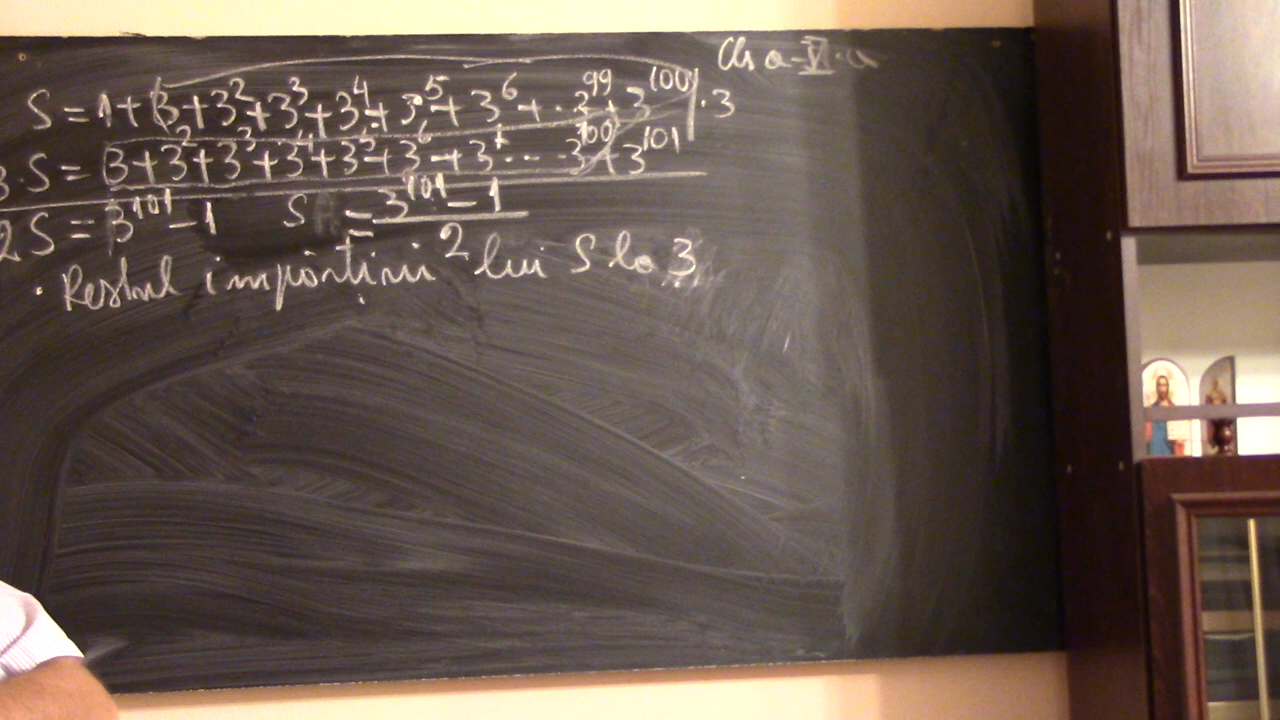 Cls a-VI-a
S = 1 + 3 + 3² + 3³ + 3⁴ + 3⁵ + 3⁶ + ... 3⁹⁹ + 3¹⁰⁰ | · 3
3·S = 3 + 3² + 3³ + 3⁴ + 3⁵ + 3⁶ + 3⁷ ... 3¹⁰⁰ + 3¹⁰¹
2S = 3¹⁰¹ - 1 S = (3¹⁰¹ - 1)/2
· Restul împărțirii lui S la 3